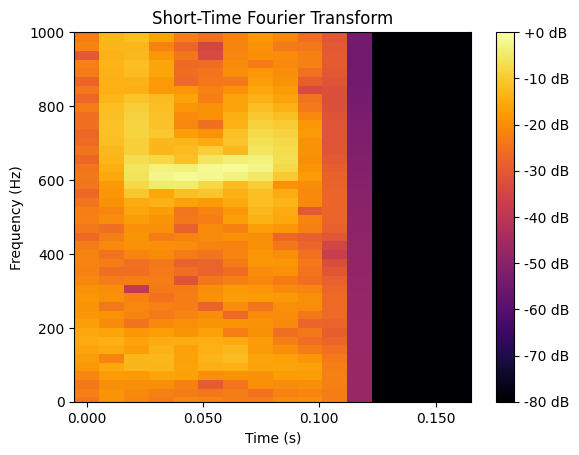 Short-Time Fourier Transform
Frequency (Hz)
1000
800
600
400
200
0
0.000
0.050
0.100
0.150
Time (s)
+0 dB
-10 dB
-20 dB
-30 dB
-40 dB
-50 dB
-60 dB
-70 dB
-80 dB